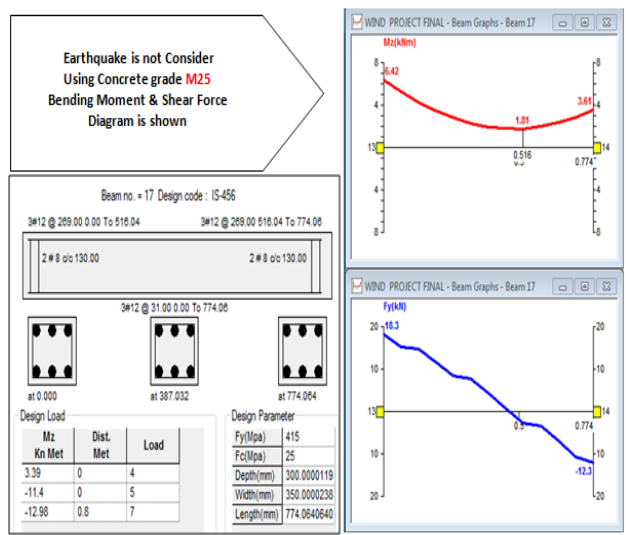 Earthquake is not Consider
Using Concrete grade M25
Bending Moment & Shear Force
Diagram is shown
Beam no. = 17 Design code : IS-456
3#12 @ 269.00 0.00 To 516.04 3#12 @ 269.00 516.04 To 774.06
2 # 8 c/c 130.00 2 # 8 c/c 130.00
3#12 @ 31.00 0.00 To 774.06
at 0.000 at 387.032 at 774.064
Design Load
Mz Dist. Load
Kn Met Met
3.39 0 4
-11.4 0 5
-12.98 0.8 7
Design Parameter
Fy(Mpa) 415
Fc(Mpa) 25
Depth(mm) 300.0000119
Width(mm) 350.0000238
Length(mm) 774.0640640
WIND PROJECT FINAL - Beam Graphs - Beam 17
Mz(kNm)
8 8
6.42
4 3.61 4
1.81
13 14
0.516 0.774
4 4
8 8
WIND PROJECT FINAL - Beam Graphs - Beam 17
Fy(kN)
20 18.3 20
10 10
13 14
0.5 0.774
10 10
-12.3
20 20